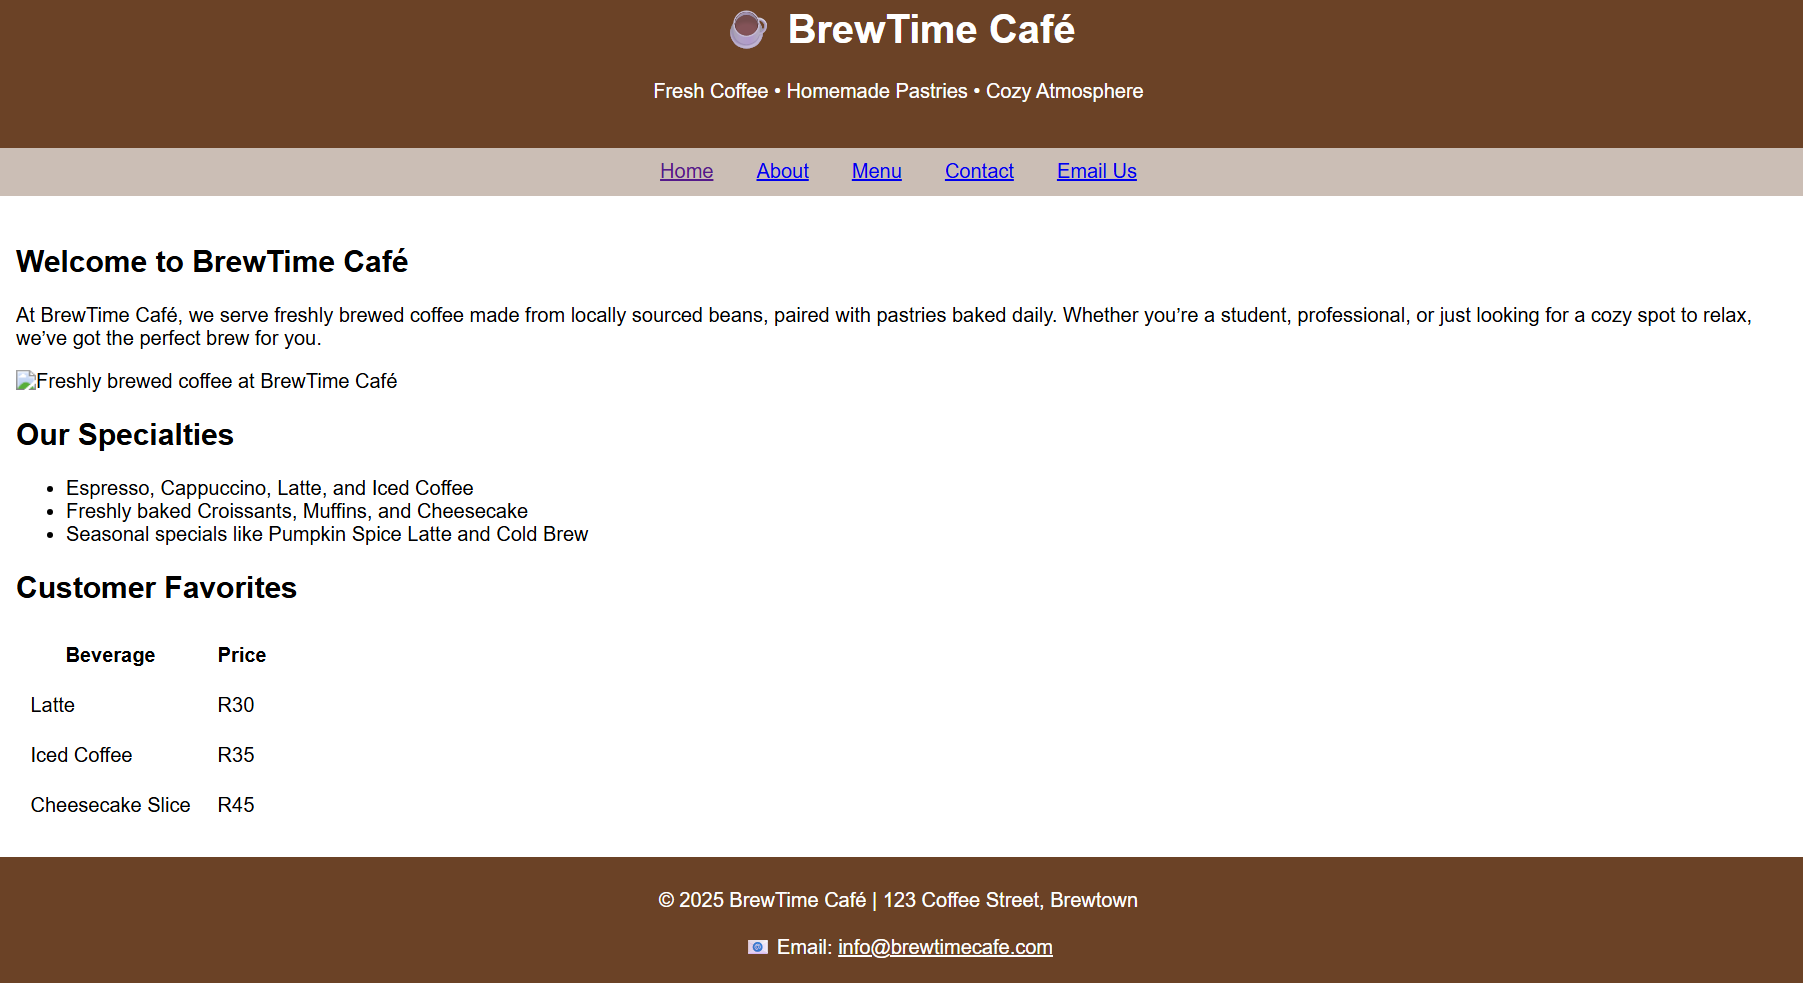 BrewTime Café
Fresh Coffee • Homemade Pastries • Cozy Atmosphere
Home About Menu Contact Email Us
Welcome to BrewTime Café
At BrewTime Café, we serve freshly brewed coffee made from locally sourced beans, paired with pastries baked daily. Whether you’re a student, professional, or just looking for a cozy spot to relax,
we’ve got the perfect brew for you.
Freshly brewed coffee at BrewTime Café
Our Specialties
• Espresso, Cappuccino, Latte, and Iced Coffee
• Freshly baked Croissants, Muffins, and Cheesecake
• Seasonal specials like Pumpkin Spice Latte and Cold Brew
Customer Favorites
Beverage Price
Latte R30
Iced Coffee R35
Cheesecake Slice R45
© 2025 BrewTime Café | 123 Coffee Street, Brewtown
Email: info@brewtimecafe.com